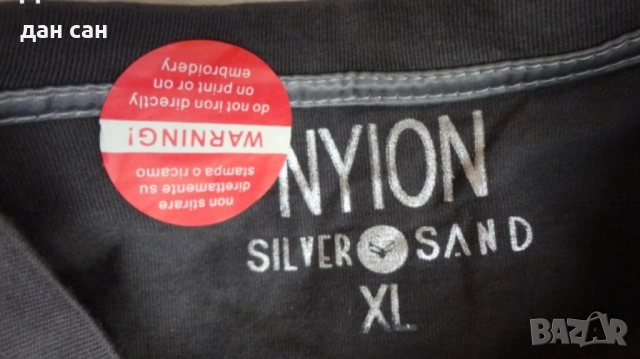 дан сан
WARNING!
do not iron directly
on print or on
embroidery
non stirare
direttamente su
stampa o ricamo
NYION
SILVER SAND
XL
BAZAR